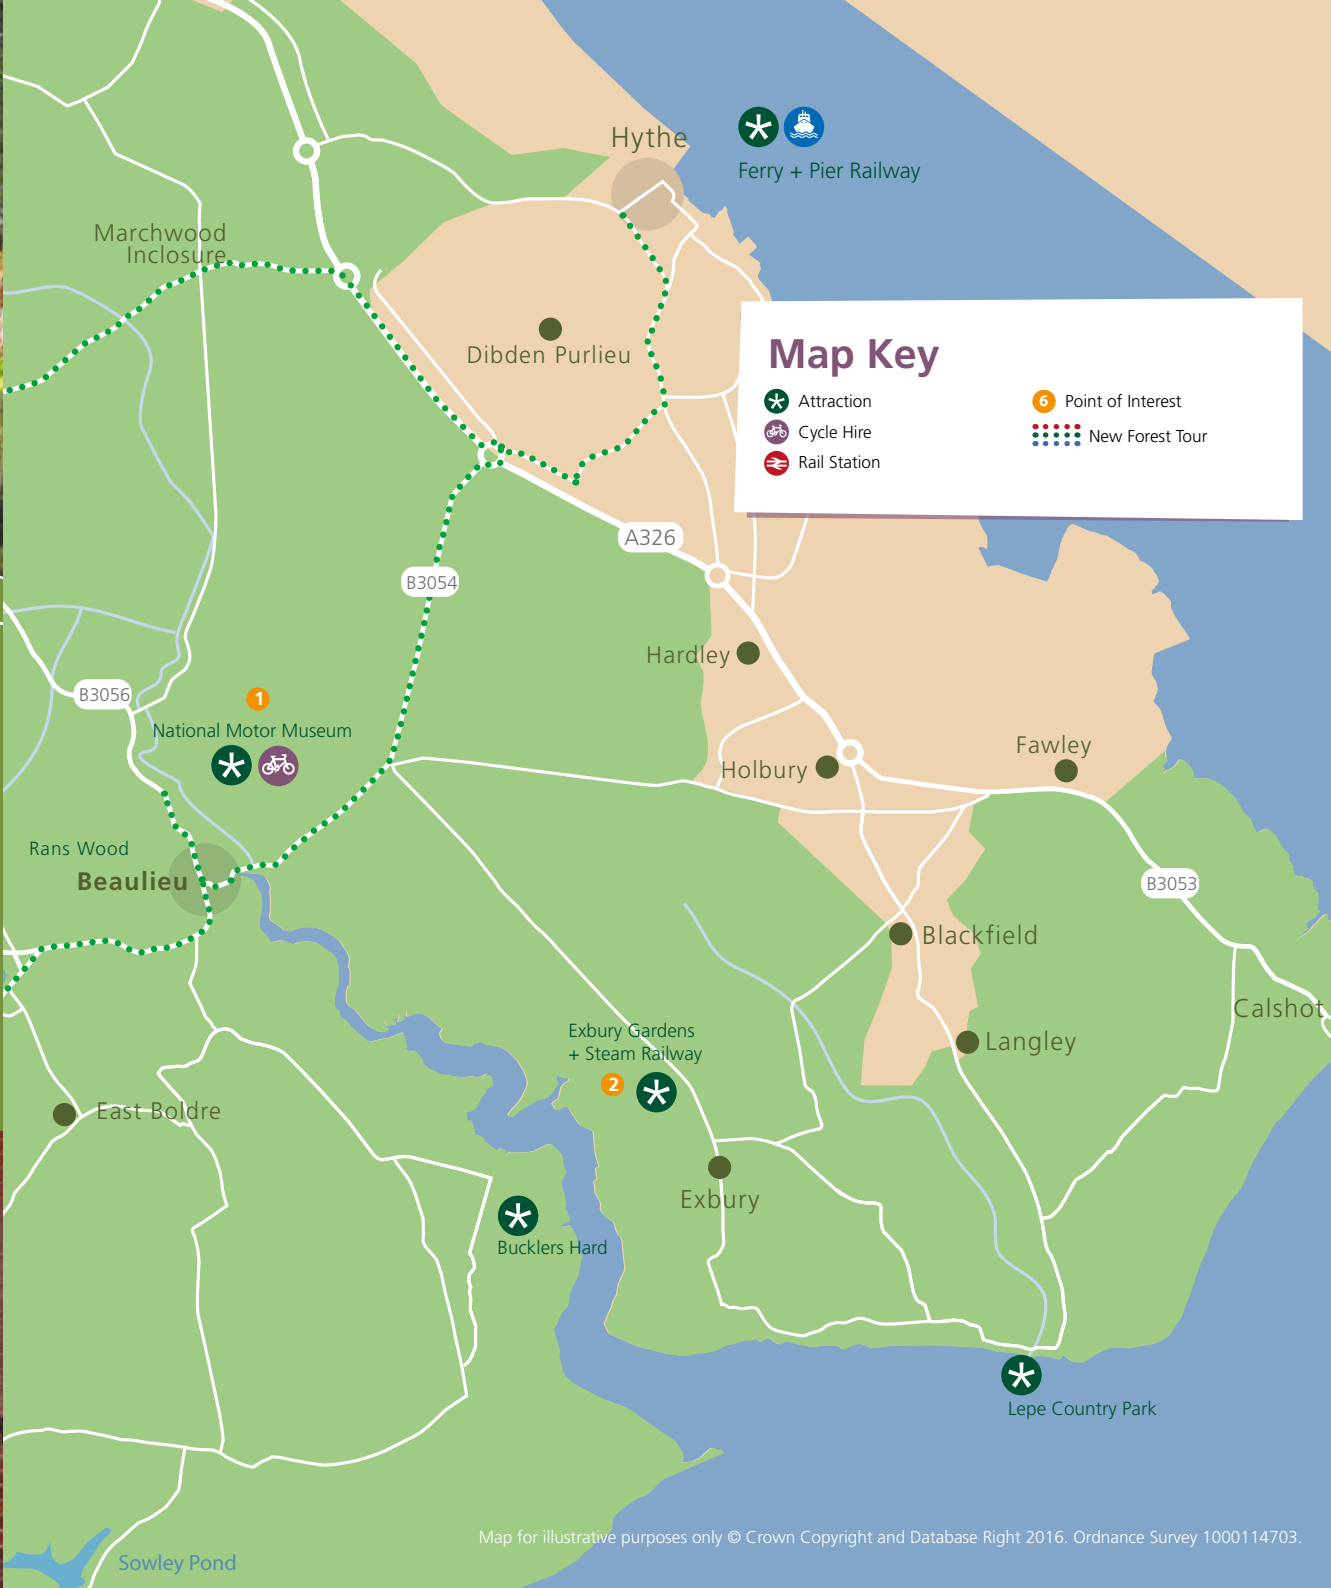 Hythe
Ferry + Pier Railway
Marchwood
Inclosure
Dibden Purlieu
Map Key
Attraction
Cycle Hire
Rail Station
6 Point of Interest
New Forest Tour
A326
B3054
Hardley
B3056
1
National Motor Museum
Holbury
Fawley
Rans Wood
Beaulieu
B3053
Blackfield
Calshot
Exbury Gardens
+ Steam Railway
2
Langley
East Boldre
Exbury
Bucklers Hard
Lepe Country Park
Map for illustrative purposes only © Crown Copyright and Database Right 2016. Ordnance Survey 1000114703.
Sowley Pond